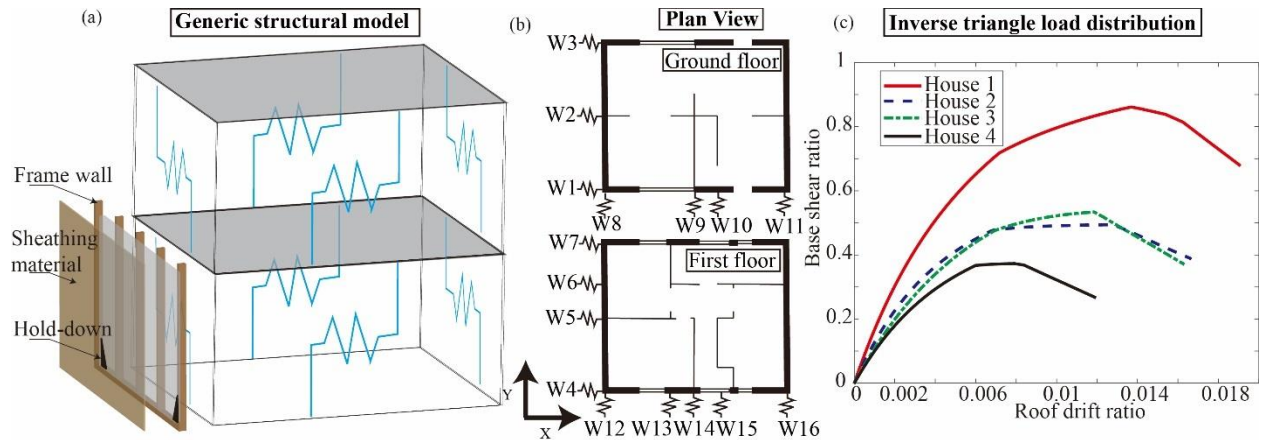 (a)
Generic structural model
Frame wall
Sheathing
material
Hold-down
(b)
Plan View
W3
Ground floor
W2
W1
W8 W9 W10 W11
W7
First floor
W6
W5
W4
W12 W13 W14 W15 W16
Y
X
(c)
Inverse triangle load distribution
Base shear ratio
1
0.8
0.6
0.4
0.2
0
House 1
House 2
House 3
House 4
0 0.002 0.006 0.01 0.014 0.018
Roof drift ratio